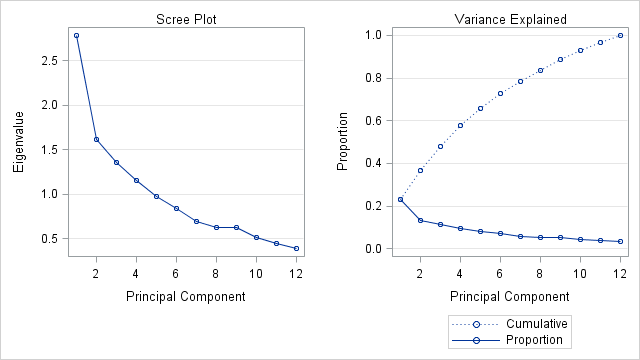 Scree Plot
Eigenvalue
2.5
2.0
1.5
1.0
0.5
2 4 6 8 10 12
Principal Component
Variance Explained
Proportion
1.0
0.8
0.6
0.4
0.2
0.0
2 4 6 8 10 12
Principal Component
Cumulative
Proportion